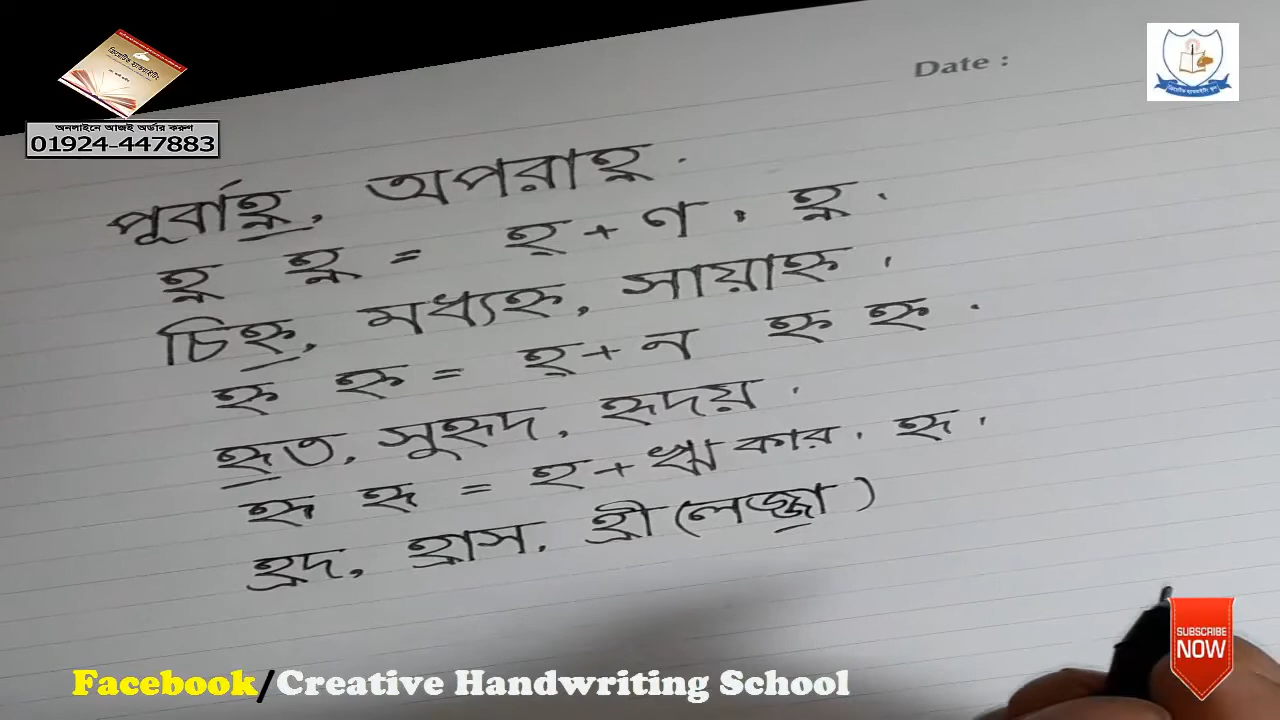 Date :
অনলাইনে আজই অর্ডার করুণ
01924-447883
পূর্বাহ্ণ, অপরাহ্ণ.
হ্ণ হ্ণ = হ্ + ণ . হ্ণ.
চিহ্ন, মধ্যহ্ন, সায়াহ্ন.
হ্ন হ্ন = হ্ + ন হ্ন হ্ন.
হৃত, সুহৃদ, হৃদয়.
হৃ হৃ = হ + ঋ কার. হৃ.
হ্রদ, হ্রাস, হ্রী (লজ্জা)
SUBSCRIBE
NOW
Facebook/Creative Handwriting School